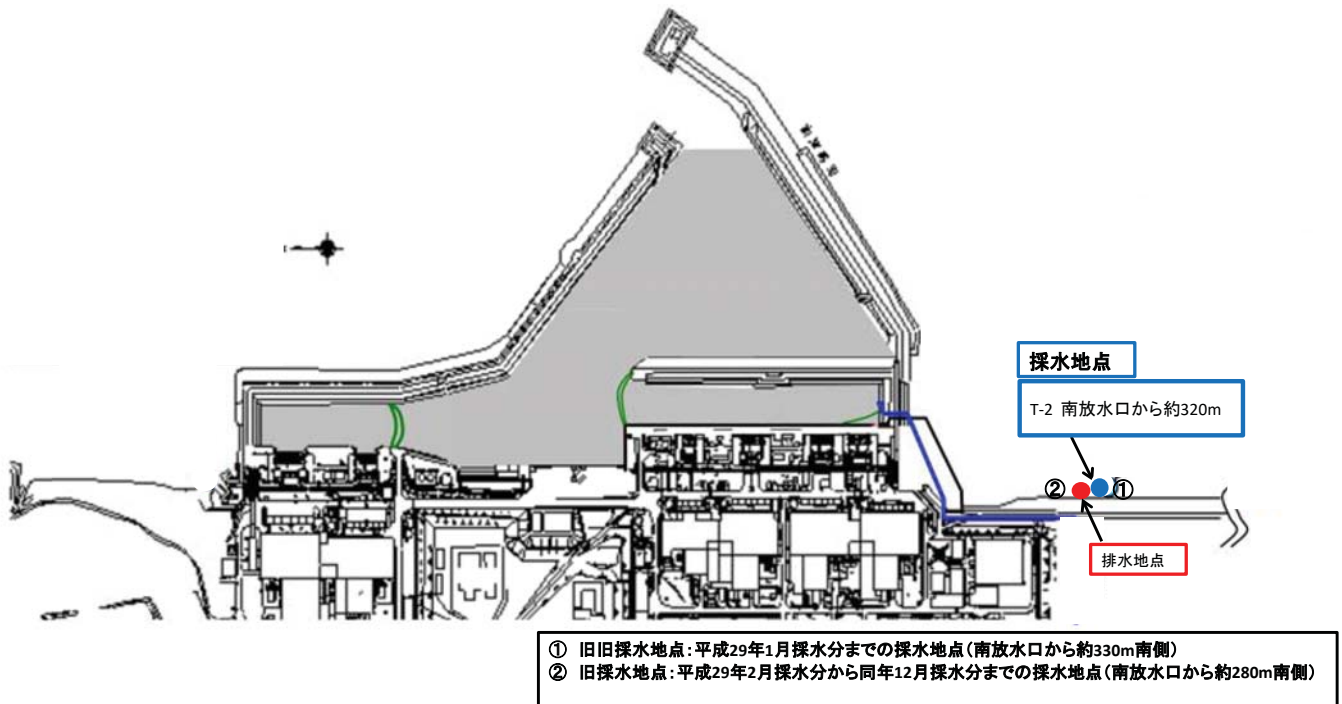 採水地点
T-2 南放水口から約320m
② ①
排水地点
① 旧旧採水地点:平成29年1月採水分までの採水地点(南放水口から約330m南側)
② 旧採水地点:平成29年2月採水分から同年12月採水分までの採水地点(南放水口から約280m南側)